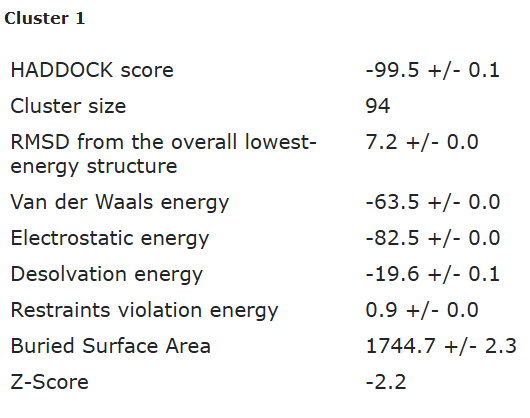 Cluster 1
HADDOCK score -99.5 +/- 0.1
Cluster size 94
RMSD from the overall lowest- 7.2 +/- 0.0
energy structure
Van der Waals energy -63.5 +/- 0.0
Electrostatic energy -82.5 +/- 0.0
Desolvation energy -19.6 +/- 0.1
Restraints violation energy 0.9 +/- 0.0
Buried Surface Area 1744.7 +/- 2.3
Z-Score -2.2